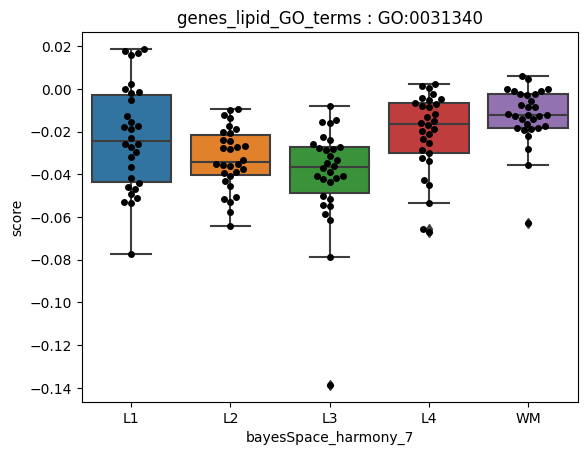 genes_lipid_GO_terms : GO:0031340
0.02
0.00
−0.02
−0.04
−0.06
−0.08
−0.10
−0.12
−0.14
score
L1 L2 L3 L4 WM
bayesSpace_harmony_7